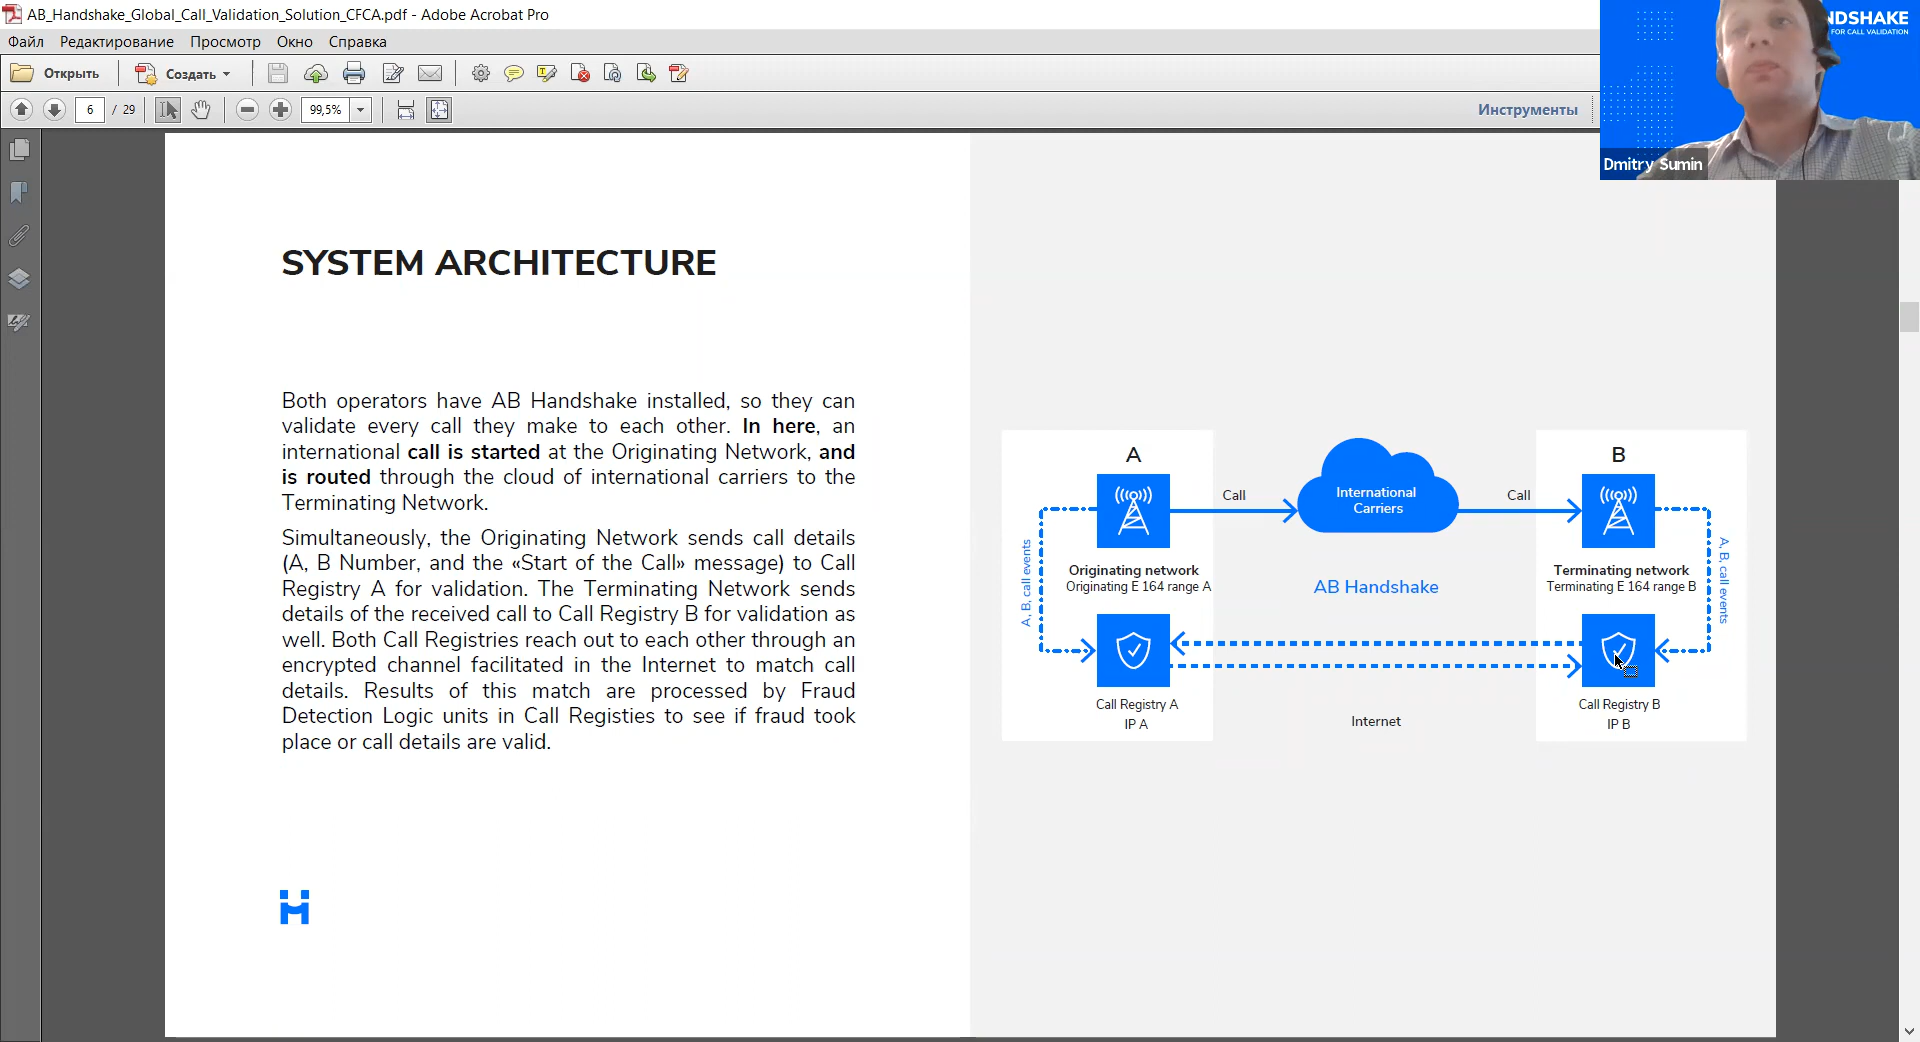 AB_Handshake_Global_Call_Validation_Solution_CFCA.pdf - Adobe Acrobat Pro
Файл Редактирование Просмотр Окно Справка
Открыть Создать
6 / 29 99,5% Инструменты
NDSHAKE
FOR CALL VALIDATION
Dmitry Sumin
SYSTEM ARCHITECTURE
Both operators have AB Handshake installed, so they can
validate every call they make to each other. In here, an
international call is started at the Originating Network, and
is routed through the cloud of international carriers to the
Terminating Network.
Simultaneously, the Originating Network sends call details
(A, B Number, and the «Start of the Call» message) to Call
Registry A for validation. The Terminating Network sends
details of the received call to Call Registry B for validation as
well. Both Call Registries reach out to each other through an
encrypted channel facilitated in the Internet to match call
details. Results of this match are processed by Fraud
Detection Logic units in Call Registies to see if fraud took
place or call details are valid.
A
B
Call
International
Carriers
Call
A, B, call events
A, B, call events
Originating network
Originating E 164 range A
AB Handshake
Terminating network
Terminating E 164 range B
Call Registry A
IP A
Internet
Call Registry B
IP B